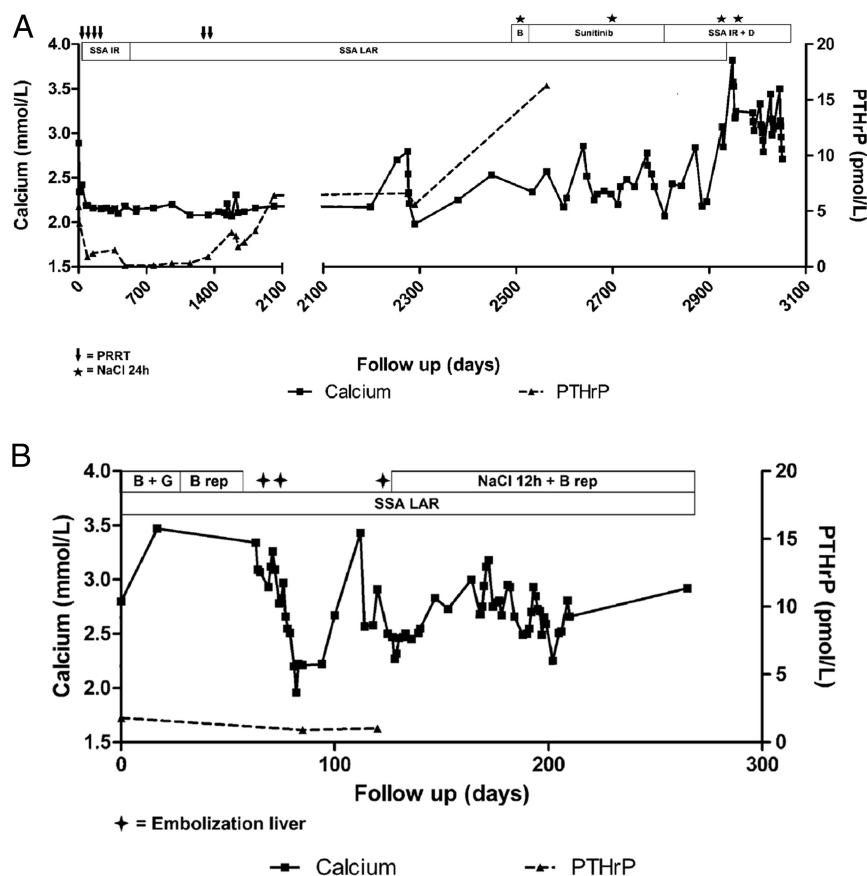 A
B
Sunitinib
SSA IR + D
SSA IR
SSA LAR
4.0
3.5
3.0
2.5
2.0
1.5
Calcium (mmol/L)
20
15
10
5
0
PTHrP (pmol/L)
0
700
1400
2100
2100
2300
2500
2700
2900
3100
= PRRT
= NaCl 24h
Follow up (days)
Calcium
PTHrP
B
B + G
B rep
NaCl 12h + B rep
SSA LAR
4.0
3.5
3.0
2.5
2.0
1.5
Calcium (mmol/L)
20
15
10
5
0
PTHrP (pmol/L)
0
100
200
300
Follow up (days)
= Embolization liver
Calcium
PTHrP